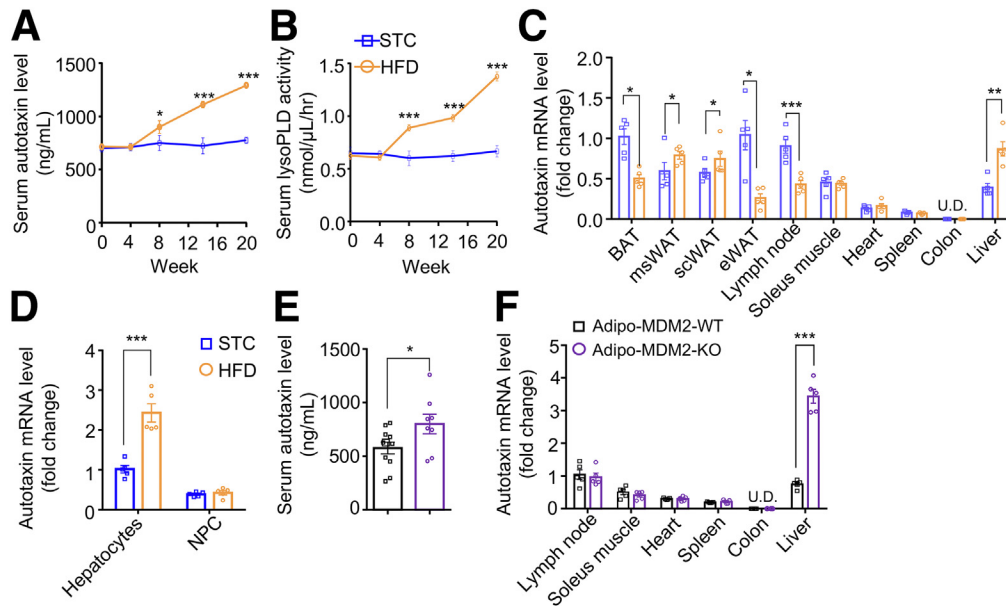 A
Serum autotaxin level
(ng/mL)
1500
1000
500
0
*
***
***
0 4 8 12 16 20
Week
B
STC
HFD
Serum lysoPLD activity
(nmol/μL/hr)
1.5
1.0
0.5
0.0
***
***
***
0 4 8 12 16 20
Week
C
Autotaxin mRNA level
(fold change)
2.0
1.5
1.0
0.5
0.0
*
*
*
*
***
U.D.
**
BAT
msWAT
scWAT
eWAT
Lymph node
Soleus muscle
Heart
Spleen
Colon
Liver
D
STC
HFD
Autotaxin mRNA level
(fold change)
4
3
2
1
0
***
Hepatocytes
NPC
E
Serum autotaxin level
(ng/mL)
1500
1000
500
0
*
F
Adipo-MDM2-WT
Adipo-MDM2-KO
Autotaxin mRNA level
(fold change)
5
4
3
2
1
0
U.D.
***
Lymph node
Soleus muscle
Heart
Spleen
Colon
Liver